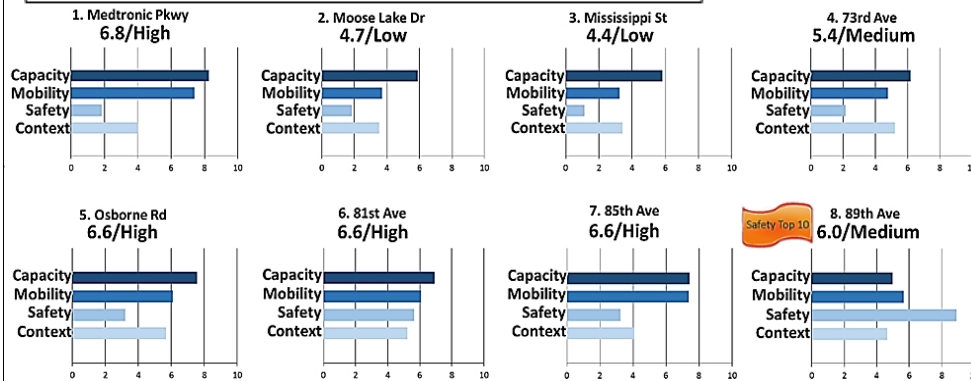 1. Medtronic Pkwy
6.8/High
Capacity
Mobility
Safety
Context
0 2 4 6 8 10
2. Moose Lake Dr
4.7/Low
Capacity
Mobility
Safety
Context
0 2 4 6 8 10
3. Mississippi St
4.4/Low
Capacity
Mobility
Safety
Context
0 2 4 6 8 10
4. 73rd Ave
5.4/Medium
Capacity
Mobility
Safety
Context
0 2 4 6 8
5. Osborne Rd
6.6/High
Capacity
Mobility
Safety
Context
0 2 4 6 8 10
6. 81st Ave
6.6/High
Capacity
Mobility
Safety
Context
0 2 4 6 8 10
7. 85th Ave
6.6/High
Capacity
Mobility
Safety
Context
0 2 4 6 8 10
Safety Top 10
8. 89th Ave
6.0/Medium
Capacity
Mobility
Safety
Context
0 2 4 6 8